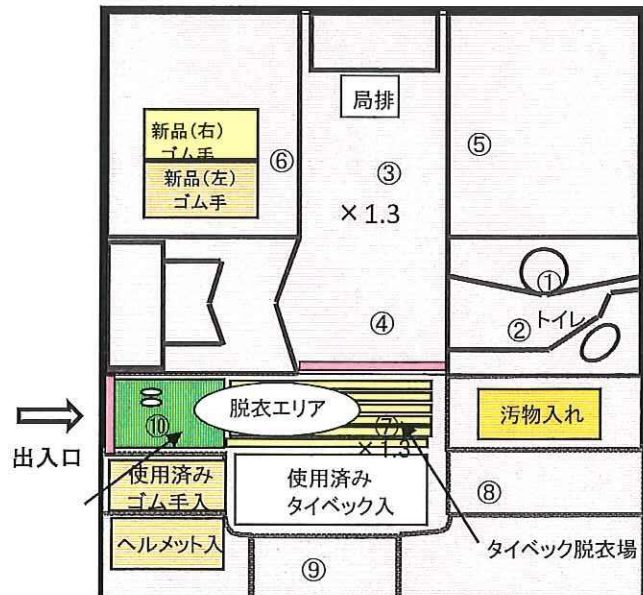 局排
新品(右)
ゴム手
新品(左)
ゴム手
⑥
③
×1.3
⑤
④
①
②
トイレ
出入口
⑩
脱衣エリア
⑦
×1.3
汚物入れ
使用済み
ゴム手入
使用済み
タイベック入
⑧
ヘルメット入
⑨
タイベック脱衣場